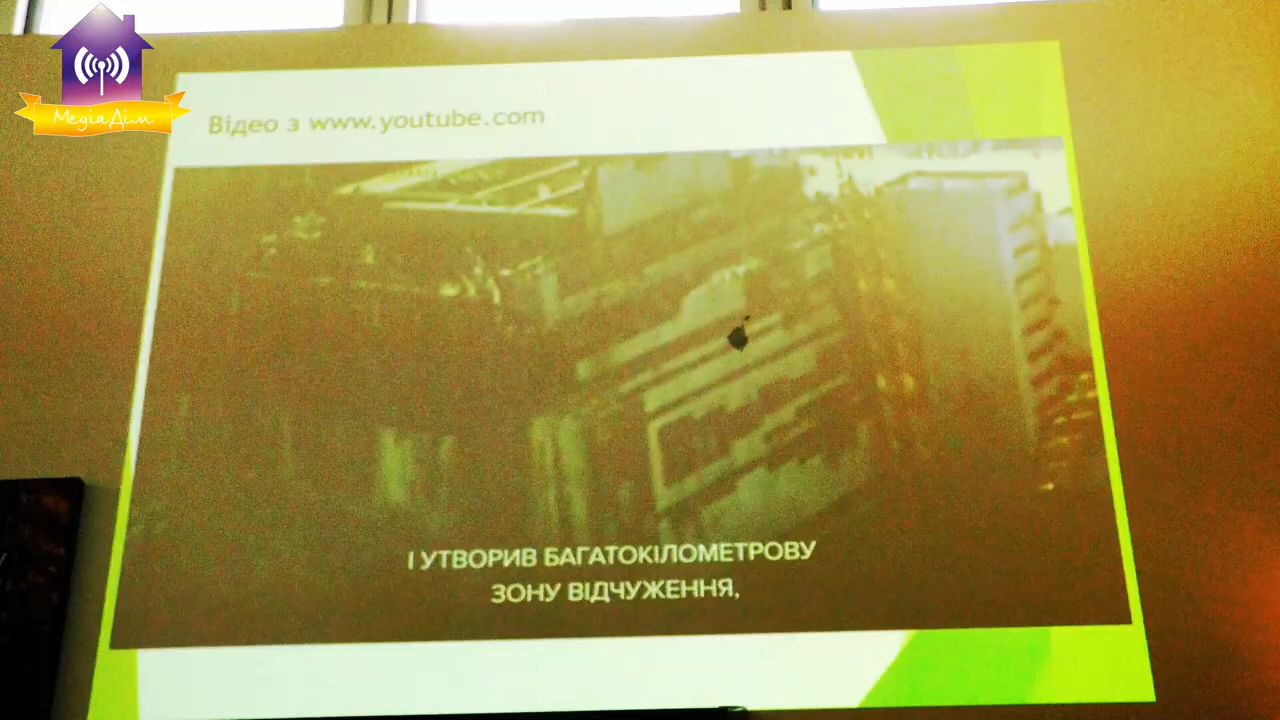 МедіаДім
Відео з www.youtube.com
І УТВОРИВ БАГАТОКІЛОМЕТРОВУ
ЗОНУ ВІДЧУЖЕННЯ,